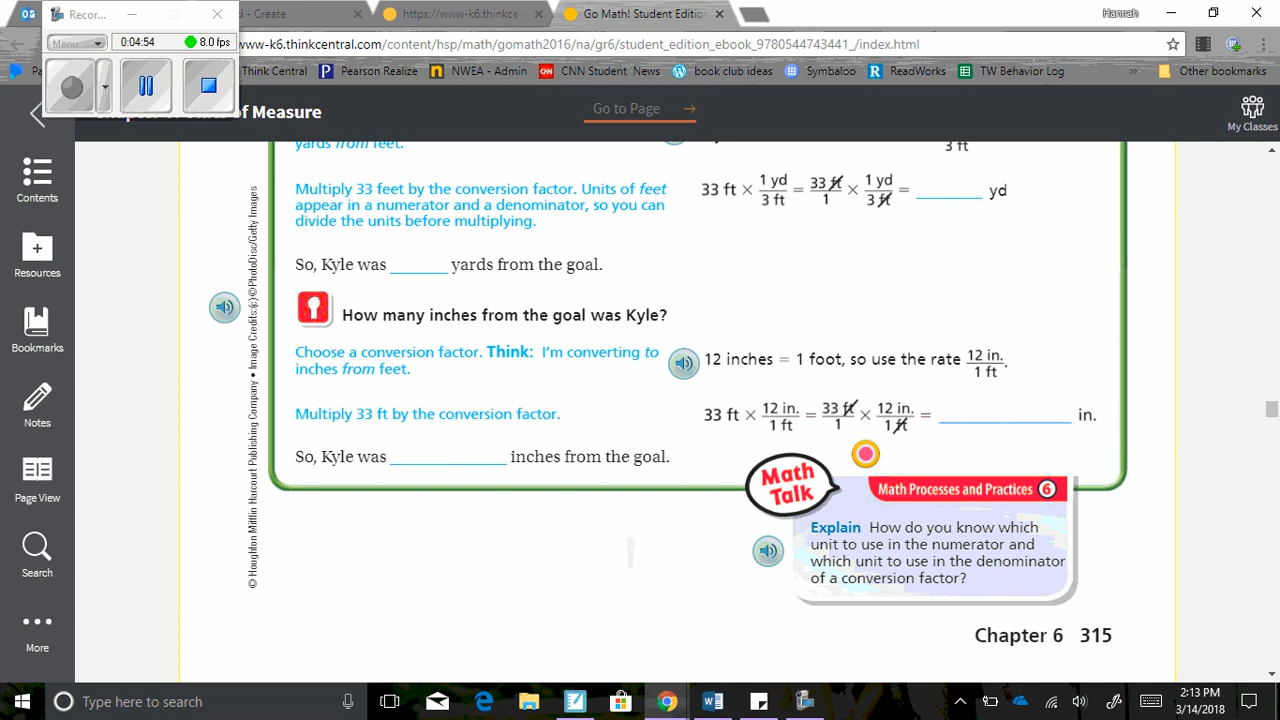 Recor...
- Create
https://www-k6.thinkce
Go Math! Student Editio
Hannah
Menu
0:04:54
8.0 fps
www-k6.thinkcentral.com/content/hsp/math/gomath2016/na/gr6/student_edition_ebook_9780544743441_/index.html
Think Central
Pearson Realize
NWEA - Admin
CNN Student News
book club ideas
Symbaloo
ReadWorks
TW Behavior Log
»
Other bookmarks
of Measure
Go to Page →
My Classes
Contents
Resources
Bookmarks
Notes
Page View
Search
More
© Houghton Mifflin Harcourt Publishing Company • Image Credits:(c) ©PhotoDisc/Getty Images
yards from feet.
3 ft
Multiply 33 feet by the conversion factor. Units of feet
appear in a numerator and a denominator, so you can
divide the units before multiplying.
33 ft × 1 yd/3 ft = 33 ft/1 × 1 yd/3 ft = ______ yd
So, Kyle was ______ yards from the goal.
How many inches from the goal was Kyle?
Choose a conversion factor. Think: I'm converting to
inches from feet.
12 inches = 1 foot, so use the rate 12 in./1 ft.
Multiply 33 ft by the conversion factor.
33 ft × 12 in./1 ft = 33 ft/1 × 12 in./1 ft = ____________ in.
So, Kyle was ____________ inches from the goal.
Math
Talk
Math Processes and Practices 6
Explain How do you know which
unit to use in the numerator and
which unit to use in the denominator
of a conversion factor?
Chapter 6 315
Type here to search
2:13 PM
3/14/2018